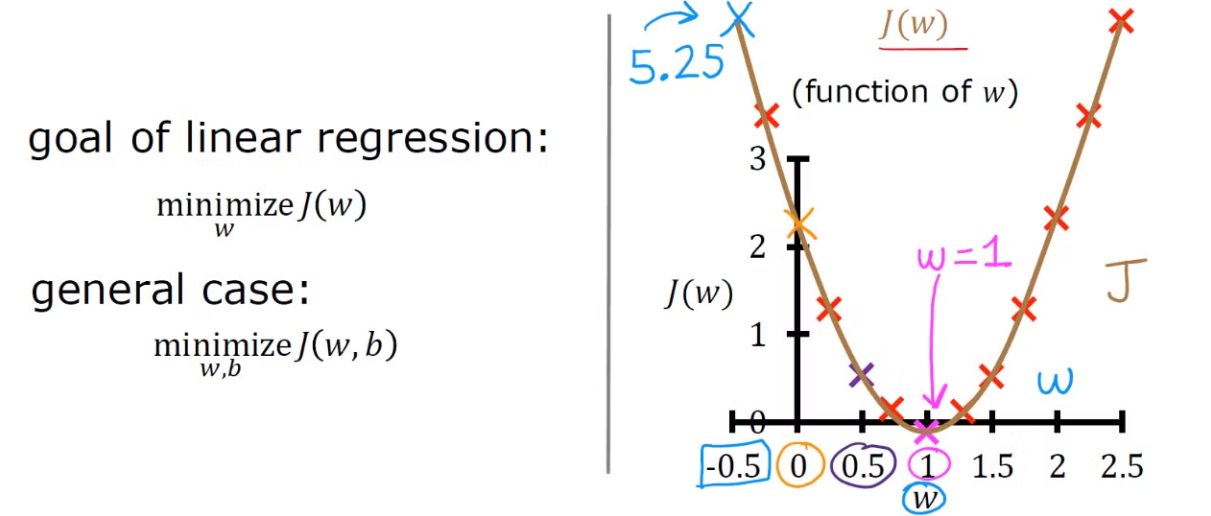 goal of linear regression:
minimize J(w)
w
general case:
minimize J(w, b)
w,b
5.25
J(w)
(function of w)
3
2
w=1
J(w)
J
1
w
0
-0.5 0 0.5 1 1.5 2 2.5
w